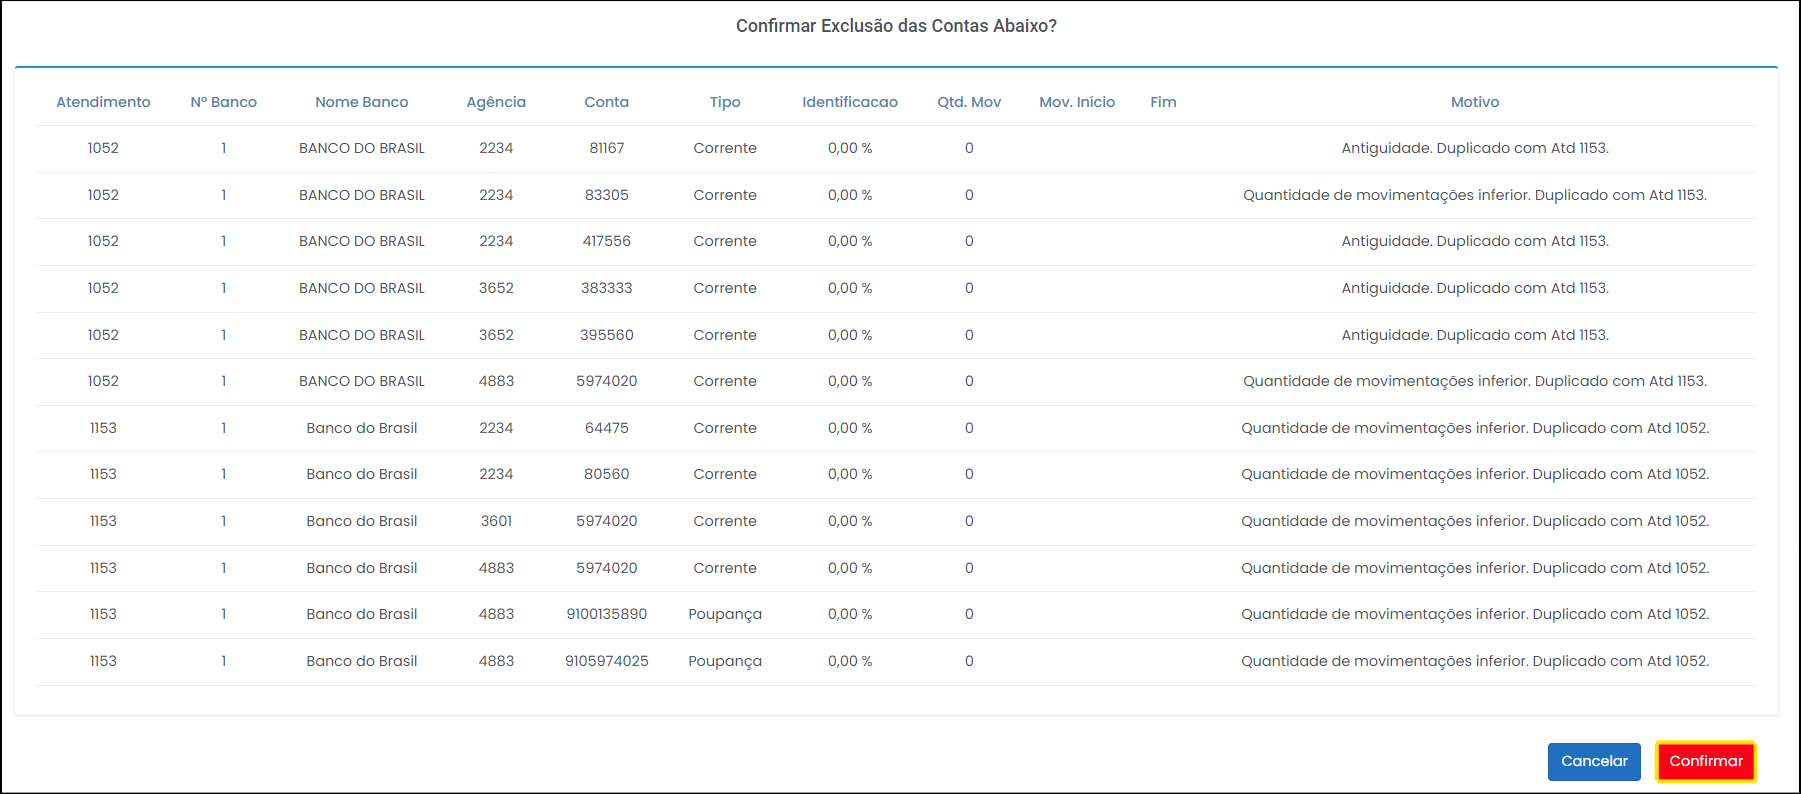 Confirmar Exclusão das Contas Abaixo?
Atendimento Nº Banco Nome Banco Agência Conta Tipo Identificacao Qtd. Mov Mov. Início Fim Motivo
1052 1 BANCO DO BRASIL 2234 81167 Corrente 0,00 % 0 Antiguidade. Duplicado com Atd 1153.
1052 1 BANCO DO BRASIL 2234 83305 Corrente 0,00 % 0 Quantidade de movimentações inferior. Duplicado com Atd 1153.
1052 1 BANCO DO BRASIL 2234 417556 Corrente 0,00 % 0 Antiguidade. Duplicado com Atd 1153.
1052 1 BANCO DO BRASIL 3652 383333 Corrente 0,00 % 0 Antiguidade. Duplicado com Atd 1153.
1052 1 BANCO DO BRASIL 3652 395560 Corrente 0,00 % 0 Antiguidade. Duplicado com Atd 1153.
1052 1 BANCO DO BRASIL 4883 5974020 Corrente 0,00 % 0 Quantidade de movimentações inferior. Duplicado com Atd 1153.
1153 1 Banco do Brasil 2234 64475 Corrente 0,00 % 0 Quantidade de movimentações inferior. Duplicado com Atd 1052.
1153 1 Banco do Brasil 2234 80560 Corrente 0,00 % 0 Quantidade de movimentações inferior. Duplicado com Atd 1052.
1153 1 Banco do Brasil 3601 5974020 Corrente 0,00 % 0 Quantidade de movimentações inferior. Duplicado com Atd 1052.
1153 1 Banco do Brasil 4883 5974020 Corrente 0,00 % 0 Quantidade de movimentações inferior. Duplicado com Atd 1052.
1153 1 Banco do Brasil 4883 9100135890 Poupança 0,00 % 0 Quantidade de movimentações inferior. Duplicado com Atd 1052.
1153 1 Banco do Brasil 4883 9105974025 Poupança 0,00 % 0 Quantidade de movimentações inferior. Duplicado com Atd 1052.
Cancelar Confirmar